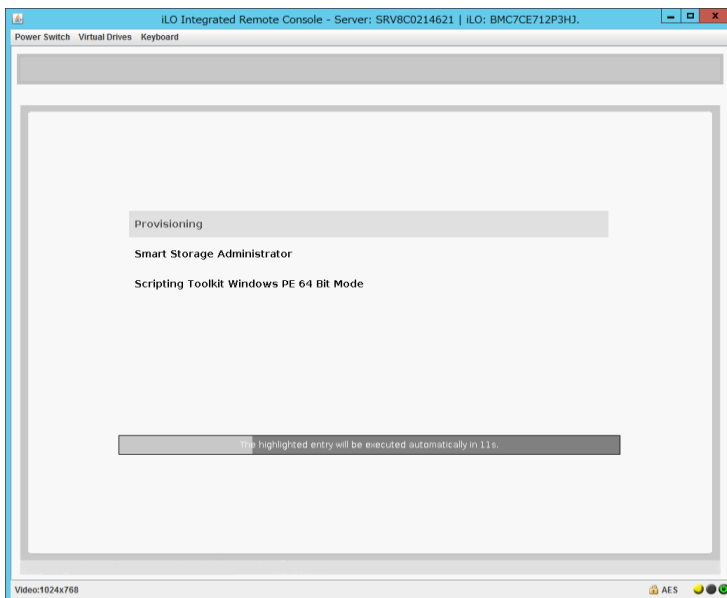 iLO Integrated Remote Console - Server: SRV8C0214621 | iLO: BMC7CE712P3HJ.
Power Switch Virtual Drives Keyboard
Provisioning
Smart Storage Administrator
Scripting Toolkit Windows PE 64 Bit Mode
The highlighted entry will be executed automatically in 11s.
Video:1024x768 AES